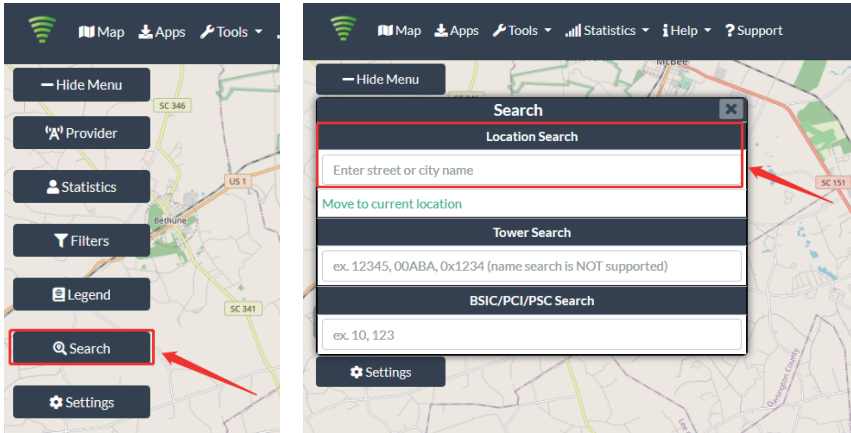 Map Apps Tools
Hide Menu
SC 346
Provider
Statistics
US 1
Bethune
Filters
Legend
SC 341
Search
Settings
Map Apps Tools Statistics Help Support
Hide Menu
McBee
Search
Location Search
Enter street or city name
SC 151
Move to current location
Tower Search
ex. 12345, 00ABA, 0x1234 (name search is NOT supported)
BSIC/PCI/PSC Search
ex. 10, 123
Settings
Darlington County